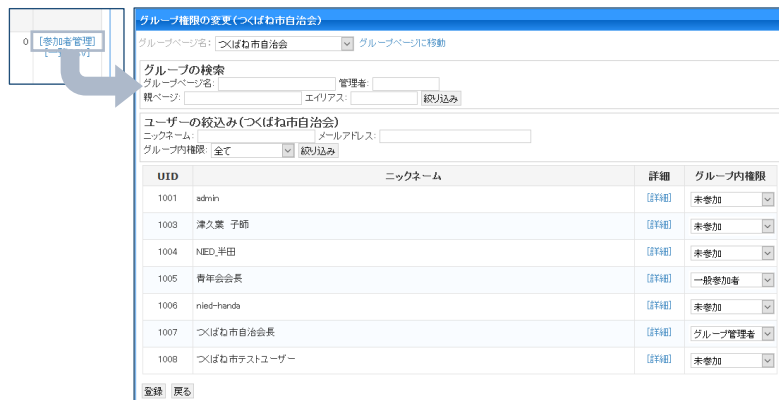 0 [参加者管理]
グループ権限の変更(つくばね市自治会)
グループページ名: つくばね市自治会 グループページに移動
グループの検索
グループページ名: 管理者:
親ページ: エイリアス: 絞り込み
ユーザーの絞込み(つくばね市自治会)
ニックネーム: メールアドレス:
グループ内権限: 全て 絞り込み
UID ニックネーム 詳細 グループ内権限
1001 admin [詳細] 未参加
1003 津久葉 子師 [詳細] 未参加
1004 NIED_半田 [詳細] 未参加
1005 青年会会長 [詳細] 一般参加者
1006 nied-handa [詳細] 未参加
1007 つくばね市自治会長 [詳細] グループ管理者
1008 つくばね市テストユーザー [詳細] 未参加
登録 戻る